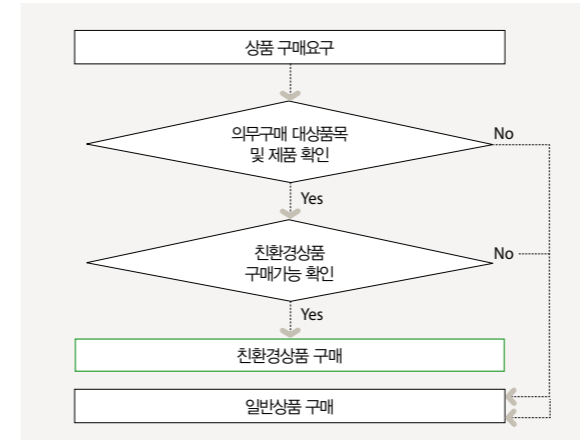 상품 구매요구
의무구매 대상품목
및 제품 확인
No
Yes
친환경상품
구매가능 확인
No
Yes
친환경상품 구매
일반상품 구매